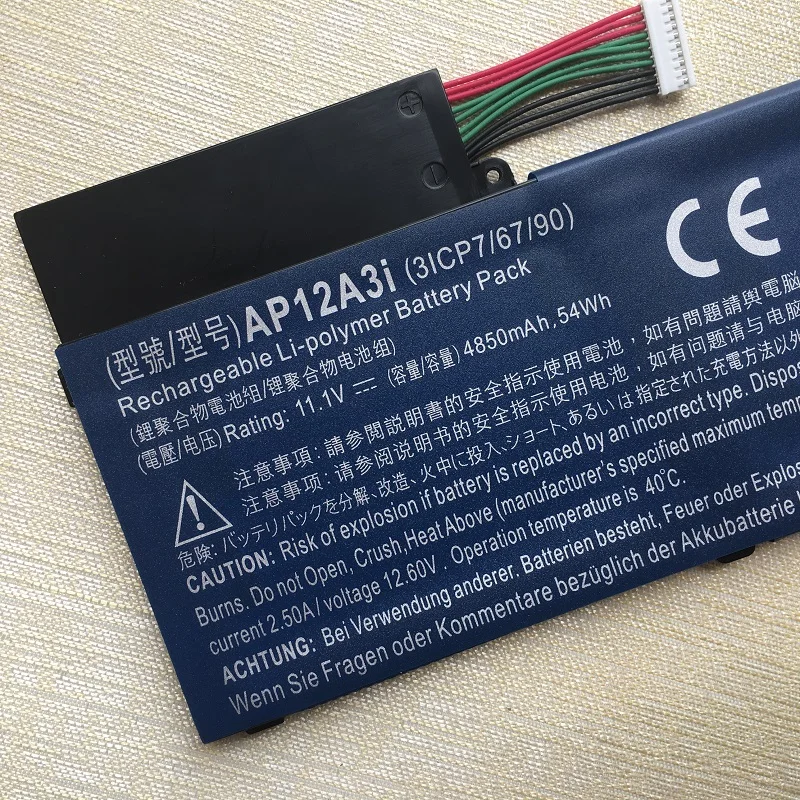 (型號/型号)AP12A3i (3ICP7/67/90)
Rechargeable Li-polymer Battery Pack
(鋰聚合物電池組/锂聚合物电池组)
(電壓/电压)Rating: 11.1V ⎓ (容量/容量) 4850mAh, 54Wh
注意事項: 請參閱説明書的安全指示使用電池, 如有問題請與電腦
注意事项: 请参阅说明书的安全指示使用电池, 如有问题请与电脑
危険: バッテリパックを分解、改造、火中に投入、ショート、あるいは指定された充電方法以外
CAUTION: Risk of explosion if battery is replaced by an incorrect type. Dispos
Burns. Do not Open, Crush,Heat Above (manufacturer's specified maximum temp
current 2.50A / voltage 12.60V Operation temperature is 40°C.
ACHTUNG: Bei Verwendung anderer. Batterien besteht, Feuer oder Explos
Wenn Sie Fragen oder Kommentare bezüglich der Akkubatterie
CE